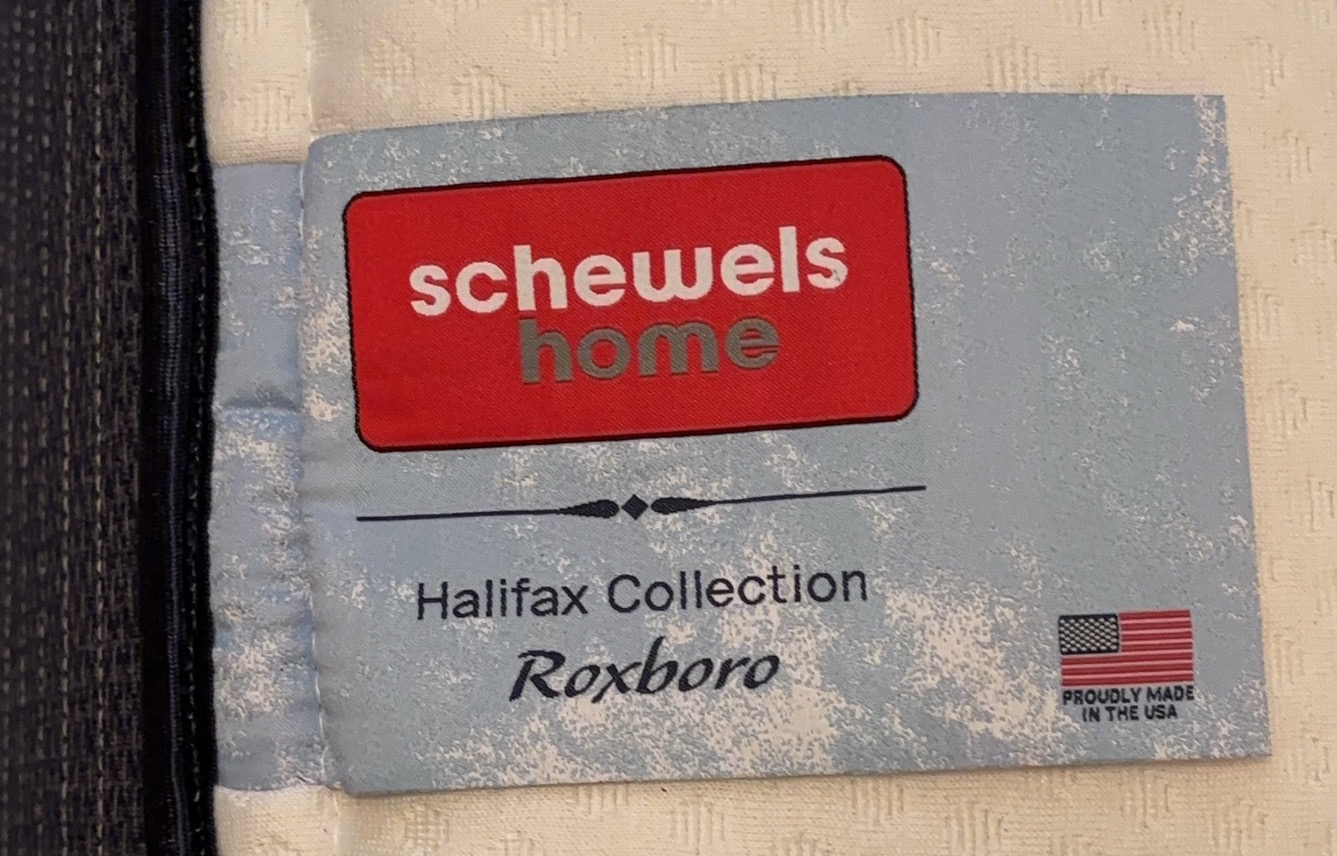 schewels
home
Halifax Collection
Roxboro
PROUDLY MADE
IN THE USA